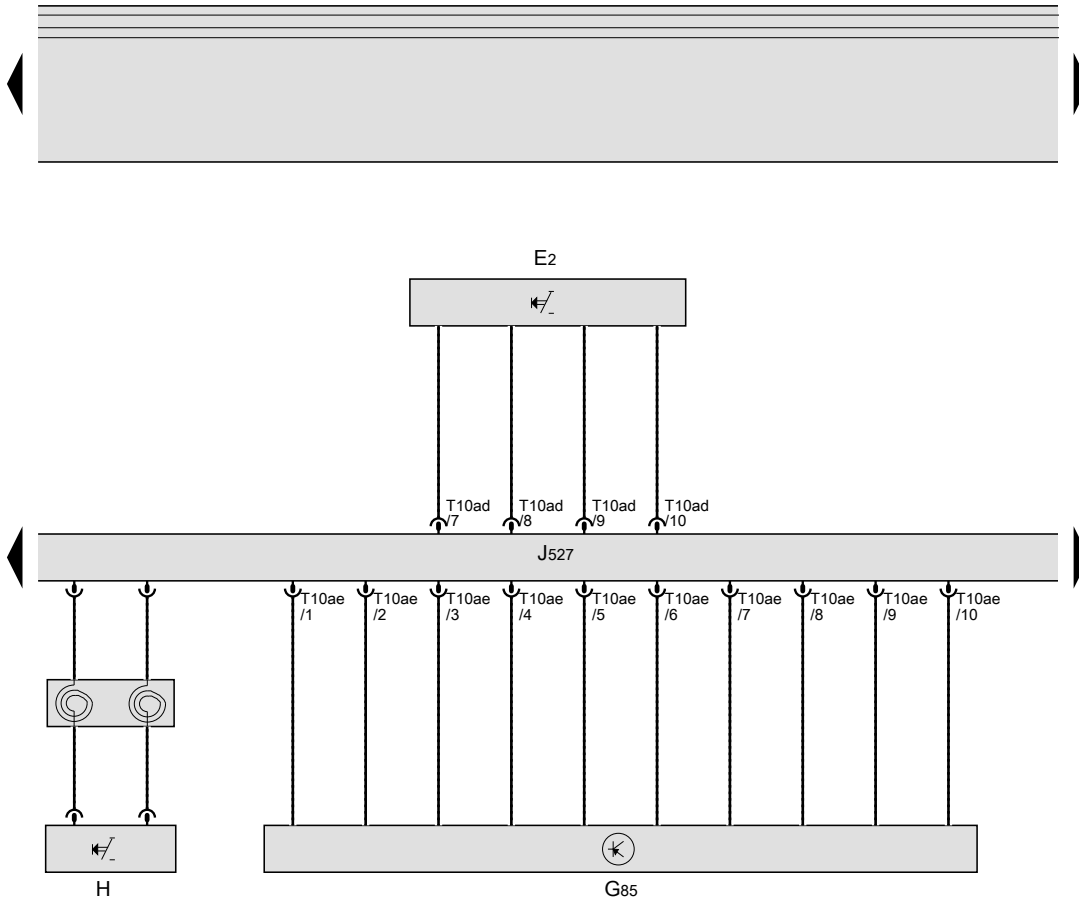 E2
T10ad T10ad T10ad T10ad
/7 /8 /9 /10
J527
T10ae T10ae T10ae T10ae T10ae T10ae T10ae T10ae T10ae T10ae
/1 /2 /3 /4 /5 /6 /7 /8 /9 /10
H G85